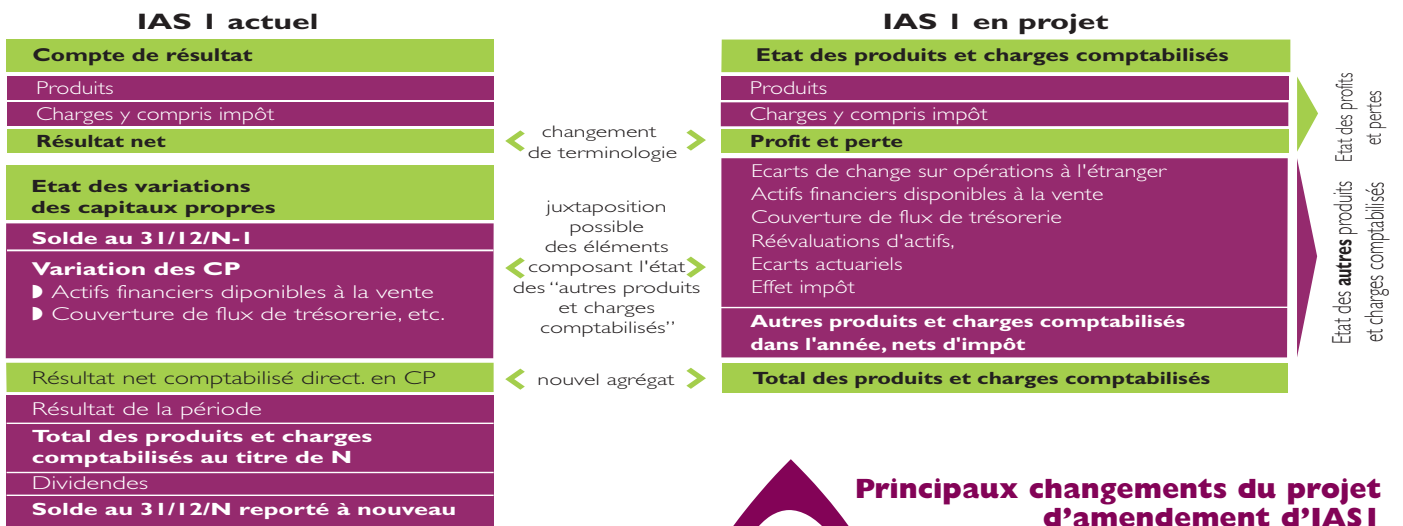 IAS 1 actuel
Compte de résultat
Produits
Charges y compris impôt
Résultat net
Etat des variations
des capitaux propres
Solde au 31/12/N-1
Variation des CP
◗ Actifs financiers diponibles à la vente
◗ Couverture de flux de trésorerie, etc.
Résultat net comptabilisé direct. en CP
Résultat de la période
Total des produits et charges
comptabilisés au titre de N
Dividendes
Solde au 31/12/N reporté à nouveau
changement
de terminologie
juxtaposition
possible
des éléments
composant l'état
des “autres produits
et charges
comptabilisés”
nouvel agrégat
IAS 1 en projet
Etat des produits et charges comptabilisés
Produits
Charges y compris impôt
Profit et perte
Ecarts de change sur opérations à l'étranger
Actifs financiers disponibles à la vente
Couverture de flux de trésorerie
Réévaluations d'actifs,
Ecarts actuariels
Effet impôt
Autres produits et charges comptabilisés
dans l'année, nets d'impôt
Total des produits et charges comptabilisés
Etat des profits
et pertes
Etat des autres produits
et charges comptabilisés
Principaux changements du projet
d’amendement d’IAS1